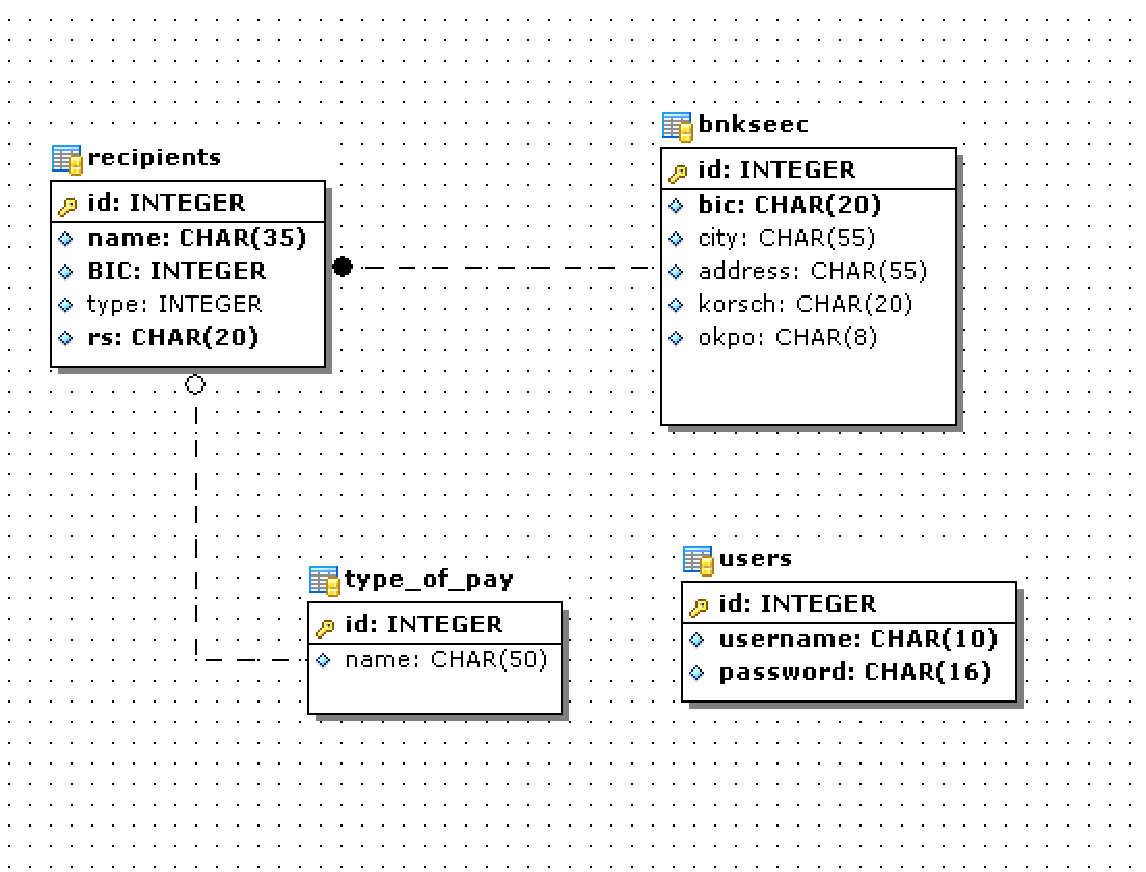 recipients
id: INTEGER
name: CHAR(35)
BIC: INTEGER
type: INTEGER
rs: CHAR(20)
bnkseec
id: INTEGER
bic: CHAR(20)
city: CHAR(55)
address: CHAR(55)
korsch: CHAR(20)
okpo: CHAR(8)
type_of_pay
id: INTEGER
name: CHAR(50)
users
id: INTEGER
username: CHAR(10)
password: CHAR(16)